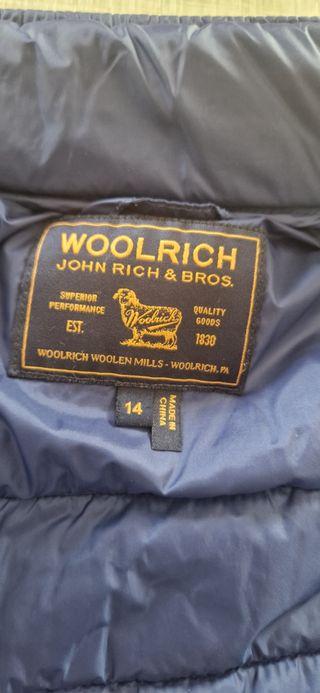 WOOLRICH
JOHN RICH & BROS.
SUPERIOR
PERFORMANCE
EST.
Woolrich
QUALITY
GOODS
1830
WOOLRICH WOOLEN MILLS - WOOLRICH, PA
14
MADE IN
CHINA